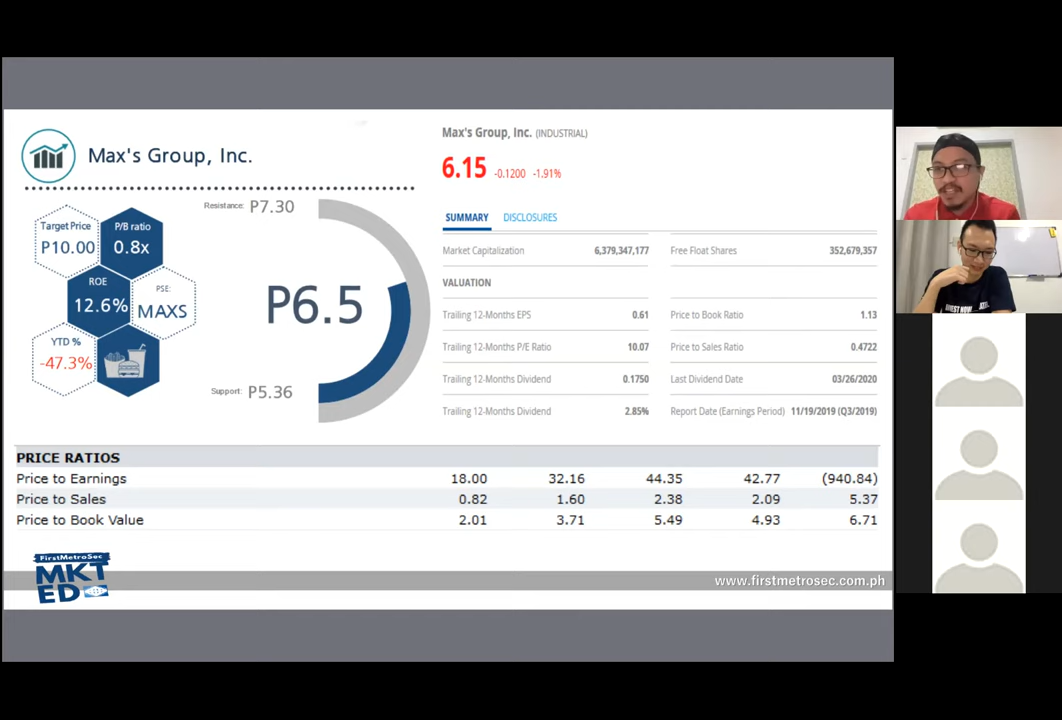 Max's Group, Inc.
Resistance: P7.30
Target Price
P10.00
P/B ratio
0.8x
ROE
12.6%
PSE:
MAXS
YTD %
-47.3%
P6.5
Support: P5.36
Max's Group, Inc. (INDUSTRIAL)
6.15 -0.1200 -1.91%
SUMMARY DISCLOSURES
Market Capitalization 6,379,347,177 Free Float Shares 352,679,357
VALUATION
Trailing 12-Months EPS 0.61 Price to Book Ratio 1.13
Trailing 12-Months P/E Ratio 10.07 Price to Sales Ratio 0.4722
Trailing 12-Months Dividend 0.1750 Last Dividend Date 03/26/2020
Trailing 12-Months Dividend 2.85% Report Date (Earnings Period) 11/19/2019 (Q3/2019)
PRICE RATIOS
Price to Earnings 18.00 32.16 44.35 42.77 (940.84)
Price to Sales 0.82 1.60 2.38 2.09 5.37
Price to Book Value 2.01 3.71 5.49 4.93 6.71
FirstMetroSec
MKT
ED
www.firstmetrosec.com.ph